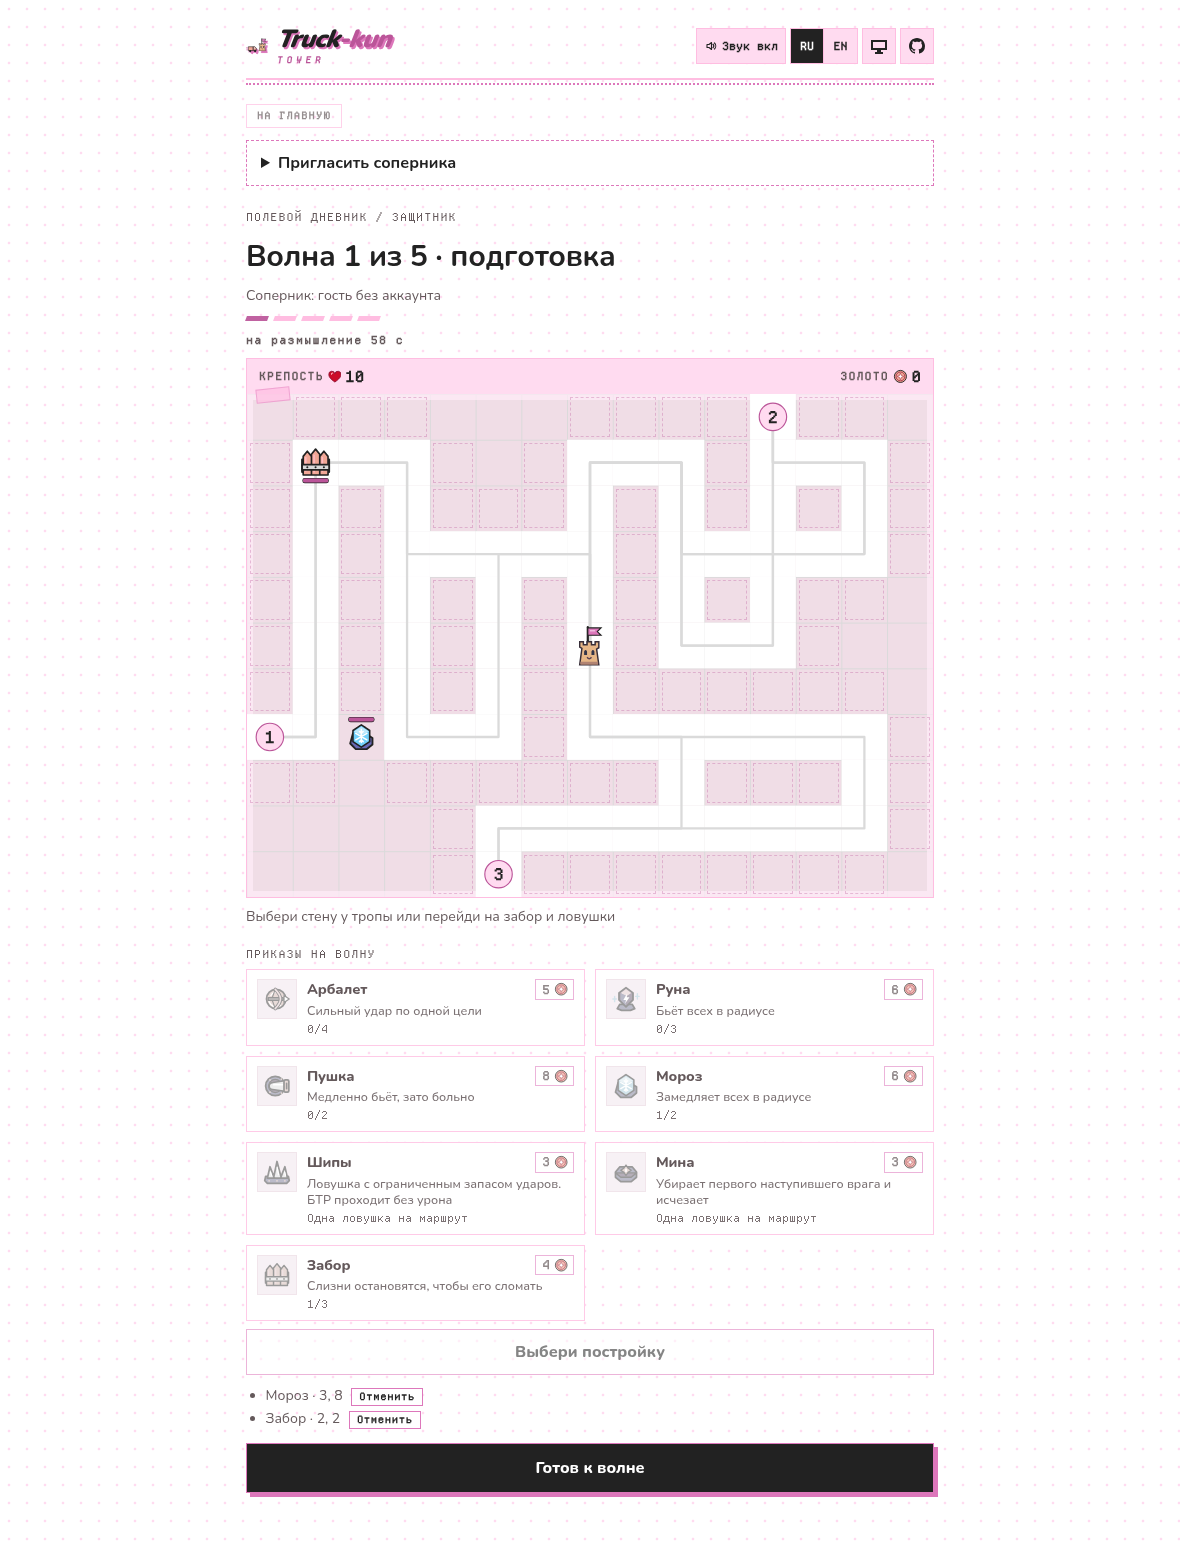 Truck-kun
TOWER
Звук вкл
RU
EN
НА ГЛАВНУЮ
Пригласить соперника
ПОЛЕВОЙ ДНЕВНИК / ЗАЩИТНИК
Волна 1 из 5 · подготовка
Соперник: гость без аккаунта
на размышление 58 с
КРЕПОСТЬ 10
ЗОЛОТО 0
2
1
3
Выбери стену у тропы или перейди на забор и ловушки
ПРИКАЗЫ НА ВОЛНУ
Арбалет
5
Сильный удар по одной цели
0/4
Руна
6
Бьёт всех в радиусе
0/3
Пушка
8
Медленно бьёт, зато больно
0/2
Мороз
6
Замедляет всех в радиусе
1/2
Шипы
3
Ловушка с ограниченным запасом ударов.
БТР проходит без урона
Одна ловушка на маршрут
Мина
3
Убирает первого наступившего врага и
исчезает
Одна ловушка на маршрут
Забор
4
Слизни остановятся, чтобы его сломать
1/3
Выбери постройку
Мороз · 3, 8 Отменить
Забор · 2, 2 Отменить
Готов к волне